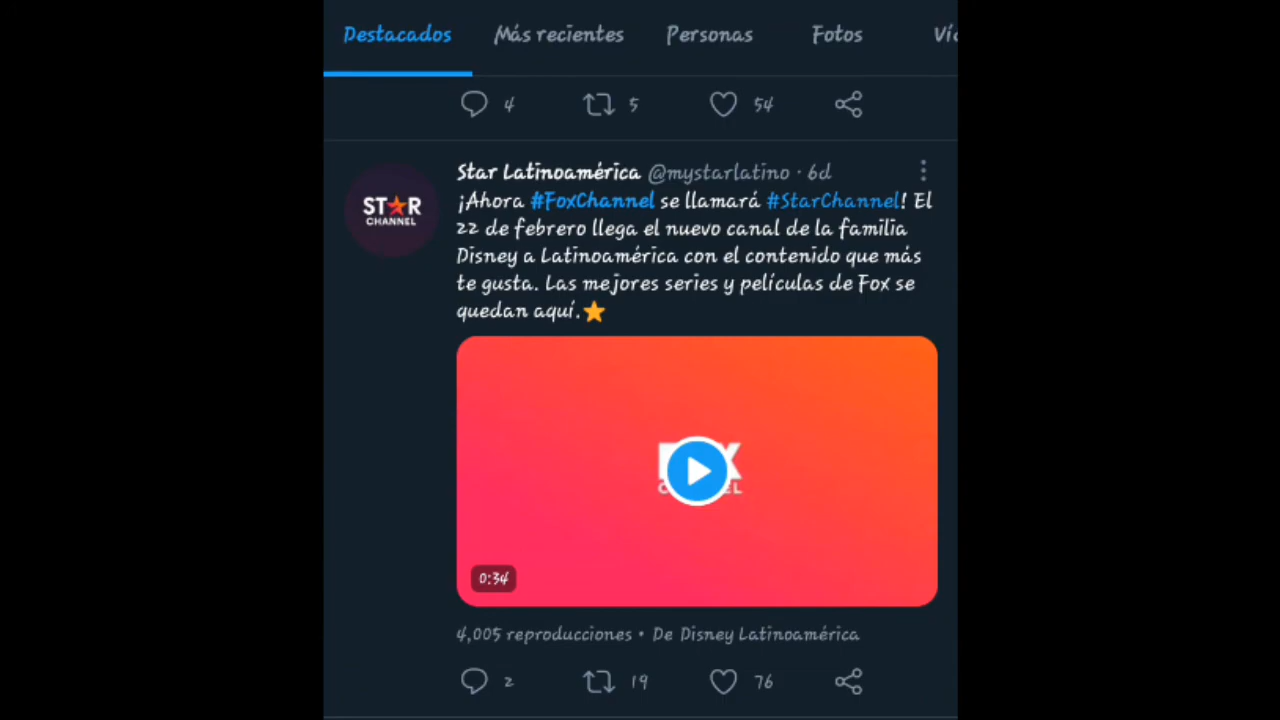 Destacados Más recientes Personas Fotos
4 5 54
STAR CHANNEL
Star Latinoamérica @mystarlatino · 6d
¡Ahora #FoxChannel se llamará #StarChannel! El
22 de febrero llega el nuevo canal de la familia
Disney a Latinoamérica con el contenido que más
te gusta. Las mejores series y películas de Fox se
quedan aquí.⭐
0:34
4,005 reproducciones • De Disney Latinoamérica
2 19 76